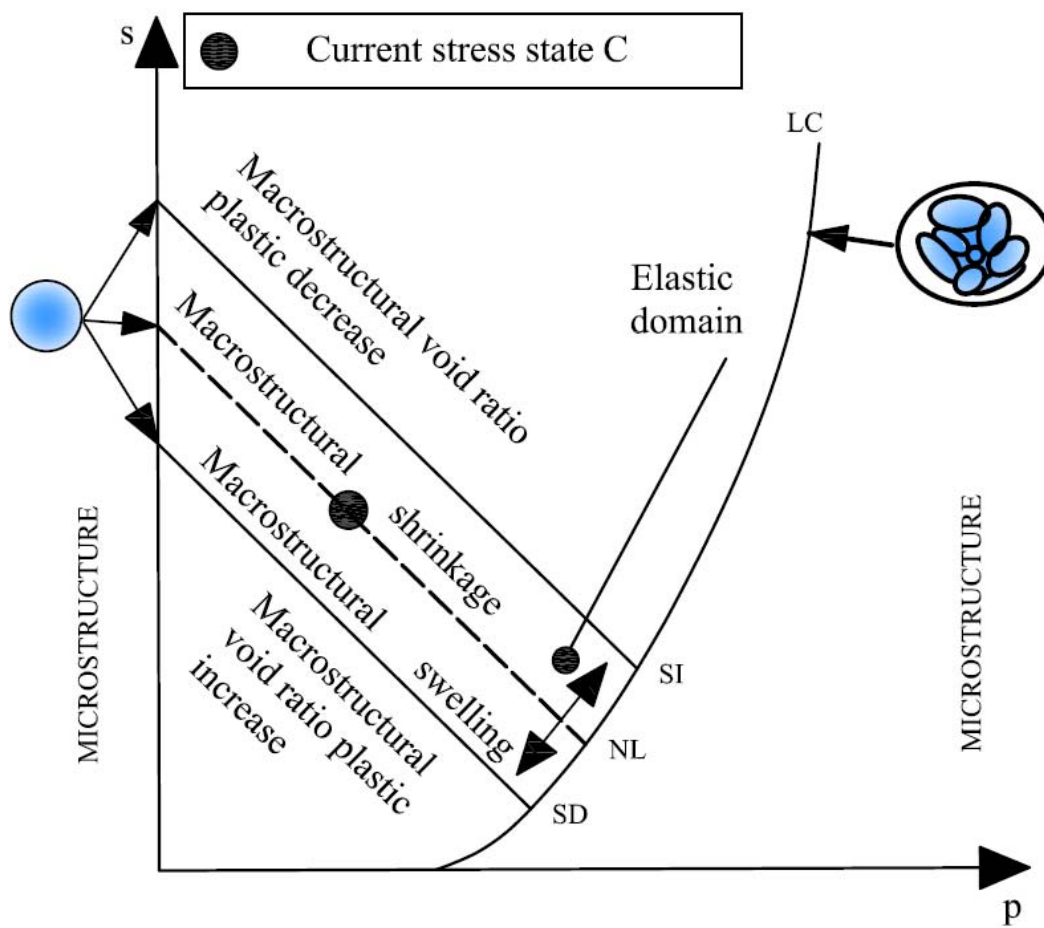 s
Current stress state C
LC
Macrostructural void ratio
plastic decrease
Elastic
domain
Macrostructural
shrinkage
Macrostructural
swelling
Macrostructural
void ratio plastic
increase
MICROSTRUCTURE
MICROSTRUCTURE
SI
NL
SD
p